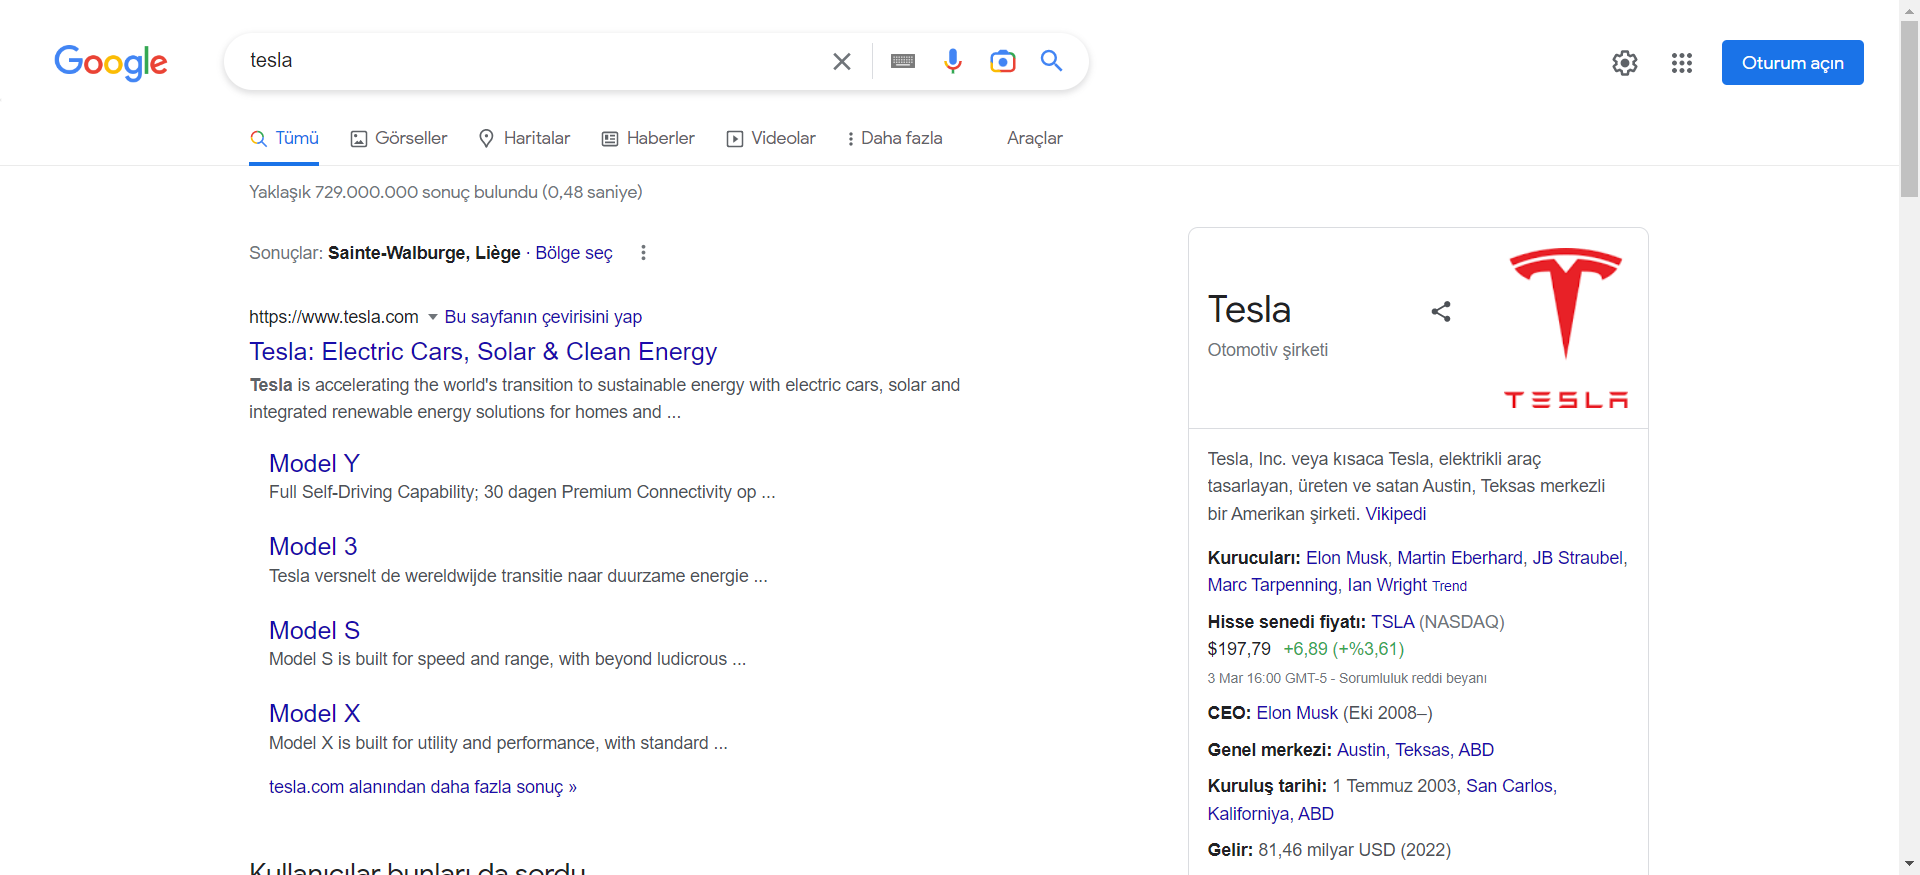 Google
tesla
Oturum açın
Tümü
Görseller
Haritalar
Haberler
Videolar
Daha fazla
Araçlar
Yaklaşık 729.000.000 sonuç bulundu (0,48 saniye)
Sonuçlar: Sainte-Walburge, Liège · Bölge seç
https://www.tesla.com Bu sayfanın çevirisini yap
Tesla: Electric Cars, Solar & Clean Energy
Tesla is accelerating the world's transition to sustainable energy with electric cars, solar and
integrated renewable energy solutions for homes and ...
Model Y
Full Self-Driving Capability; 30 dagen Premium Connectivity op ...
Model 3
Tesla versnelt de wereldwijde transitie naar duurzame energie ...
Model S
Model S is built for speed and range, with beyond ludicrous ...
Model X
Model X is built for utility and performance, with standard ...
tesla.com alanından daha fazla sonuç »
Kullanıcılar bunları da sordu
Tesla
Otomotiv şirketi
TESLA
Tesla, Inc. veya kısaca Tesla, elektrikli araç
tasarlayan, üreten ve satan Austin, Teksas merkezli
bir Amerikan şirketi. Vikipedi
Kurucuları: Elon Musk, Martin Eberhard, JB Straubel,
Marc Tarpenning, Ian Wright Trend
Hisse senedi fiyatı: TSLA (NASDAQ)
$197,79 +6,89 (+%3,61)
3 Mar 16:00 GMT-5 - Sorumluluk reddi beyanı
CEO: Elon Musk (Eki 2008–)
Genel merkezi: Austin, Teksas, ABD
Kuruluş tarihi: 1 Temmuz 2003, San Carlos,
Kaliforniya, ABD
Gelir: 81,46 milyar USD (2022)